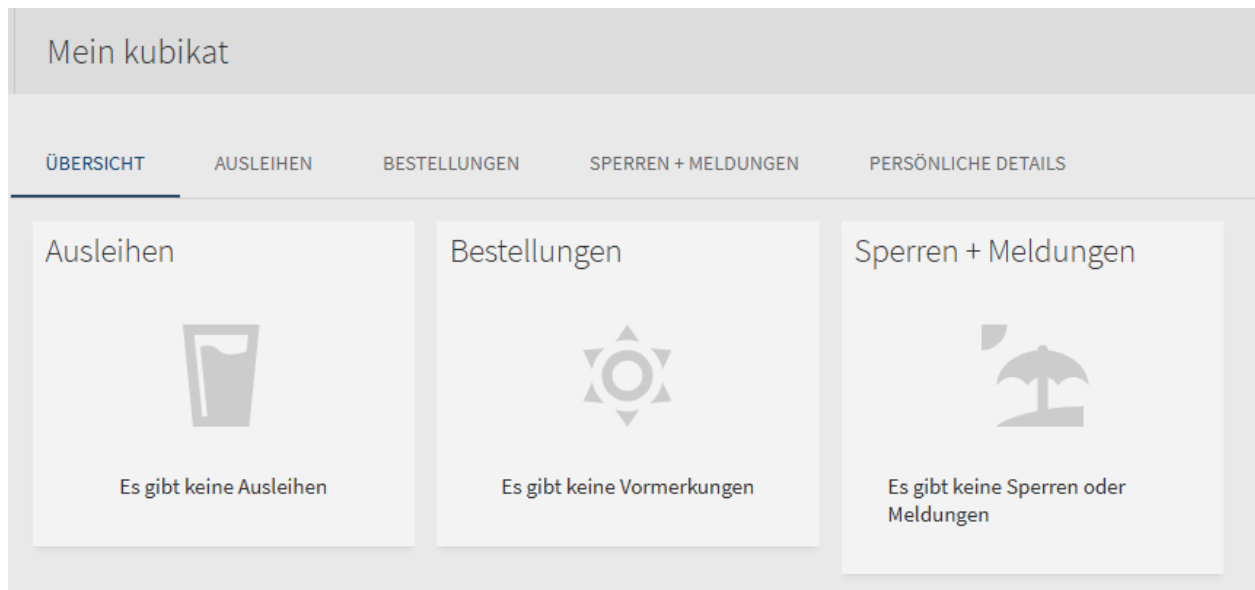 Mein kubikat
ÜBERSICHT AUSLEIHEN BESTELLUNGEN SPERREN + MELDUNGEN PERSÖNLICHE DETAILS
Ausleihen
Es gibt keine Ausleihen
Bestellungen
Es gibt keine Vormerkungen
Sperren + Meldungen
Es gibt keine Sperren oder
Meldungen